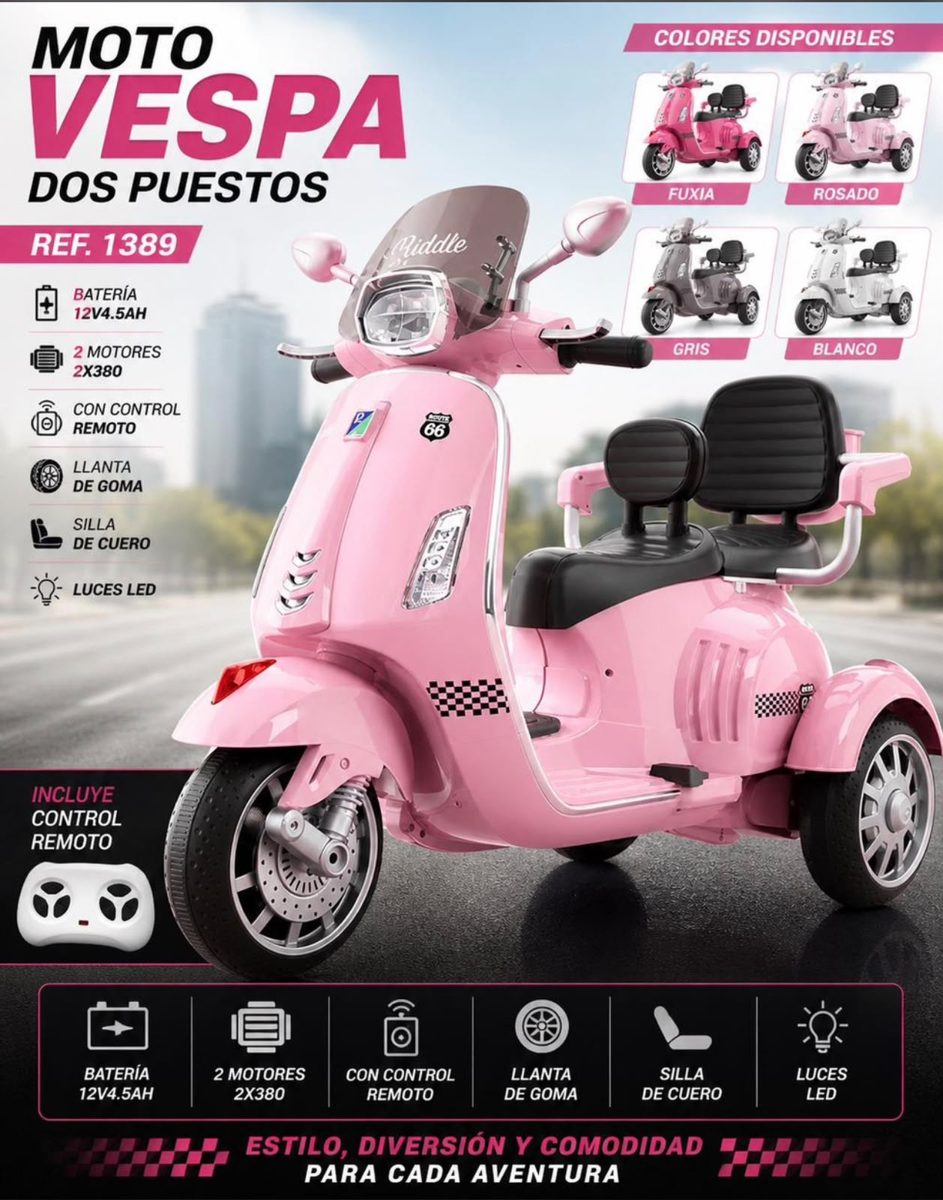 MOTO
VESPA
DOS PUESTOS
REF. 1389
BATERÍA
12V4.5AH
2 MOTORES
2X380
CON CONTROL
REMOTO
LLANTA
DE GOMA
SILLA
DE CUERO
LUCES LED
COLORES DISPONIBLES
FUXIA
ROSADO
GRIS
BLANCO
Riddle
ROUTE
66
INCLUYE
CONTROL
REMOTO
BATERÍA
12V4.5AH
2 MOTORES
2X380
CON CONTROL
REMOTO
LLANTA
DE GOMA
SILLA
DE CUERO
LUCES
LED
ESTILO, DIVERSIÓN Y COMODIDAD
PARA CADA AVENTURA